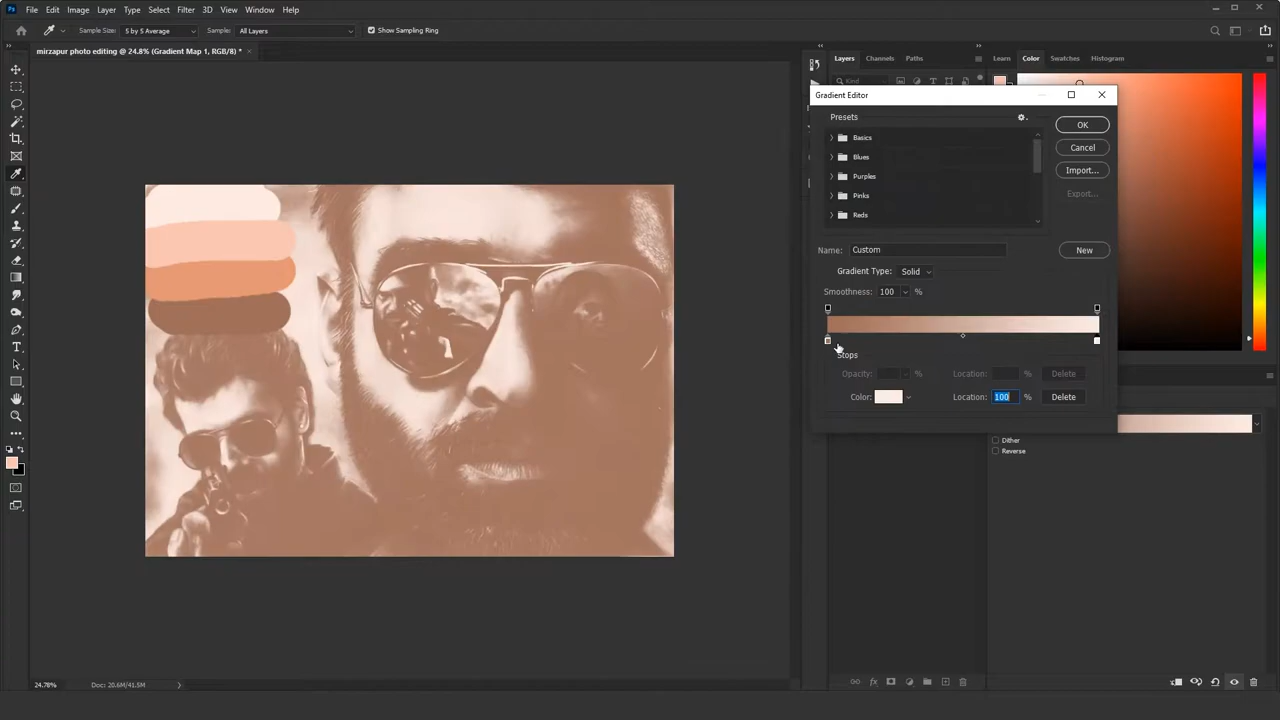 Ps File Edit Image Layer Type Select Filter 3D View Window Help
Sample Size: 5 by 5 Average Sample: All Layers Show Sampling Ring
mirzapur photo editing @ 24.8% (Gradient Map 1, RGB/8) * ×
Layers Channels Paths Learn Color Swatches Histogram
Kind
Gradient Editor
Presets
OK
Basics
Cancel
Blues
Import...
Purples
Export...
Pinks
Reds
Name: Custom New
Gradient Type: Solid
Smoothness: 100 %
Stops
Opacity: % Location: % Delete
Color: Location: 100 % Delete
Dither
Reverse
24.78% Doc: 20.6M/41.5M